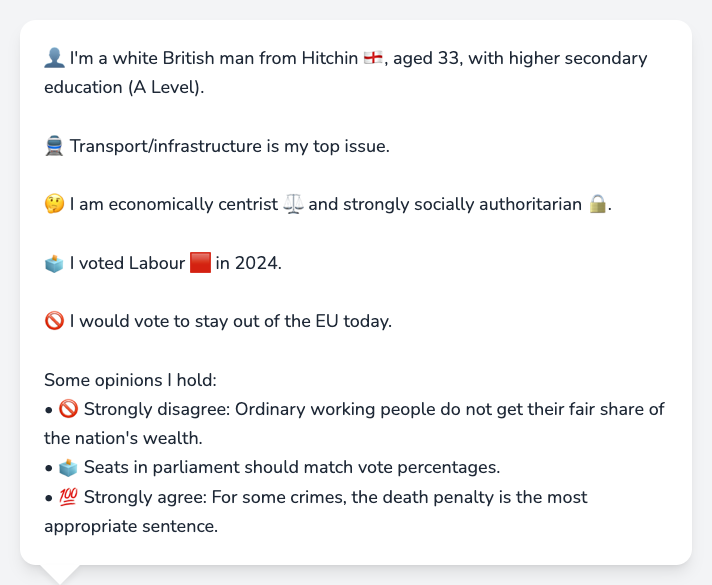 👤 I'm a white British man from Hitchin 🏴󠁧󠁢󠁥󠁮󠁧󠁿, aged 33, with higher secondary
education (A Level).
🚆 Transport/infrastructure is my top issue.
🤔 I am economically centrist ⚖️ and strongly socially authoritarian 🔒.
🗳️ I voted Labour 🟥 in 2024.
🚫 I would vote to stay out of the EU today.
Some opinions I hold:
• 🚫 Strongly disagree: Ordinary working people do not get their fair share of
the nation's wealth.
• 🗳️ Seats in parliament should match vote percentages.
• 💯 Strongly agree: For some crimes, the death penalty is the most
appropriate sentence.